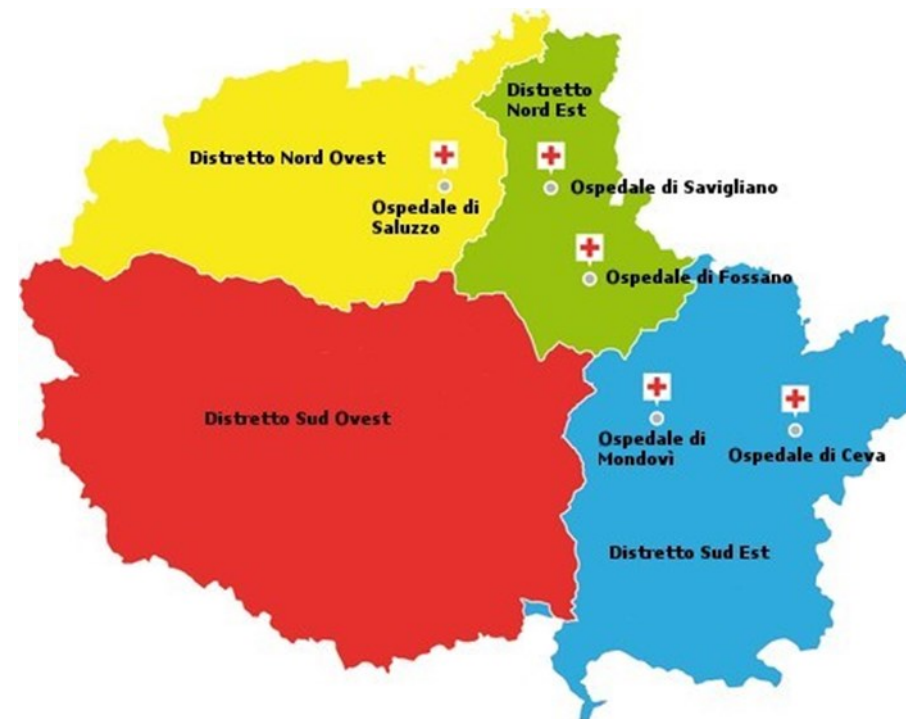 Distretto
Nord Est
Distretto Nord Ovest
Ospedale di Savigliano
Ospedale di
Saluzzo
Ospedale di Fossano
Distretto Sud Ovest
Ospedale di
Mondovì
Ospedale di Ceva
Distretto Sud Est